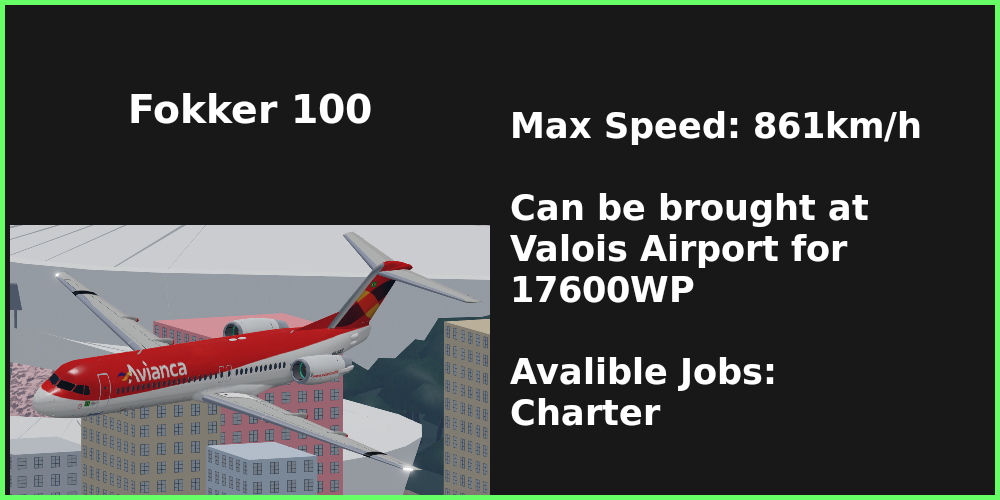 Fokker 100
Max Speed: 861km/h
Can be brought at
Valois Airport for
17600WP
Avalible Jobs:
Charter
Avianca